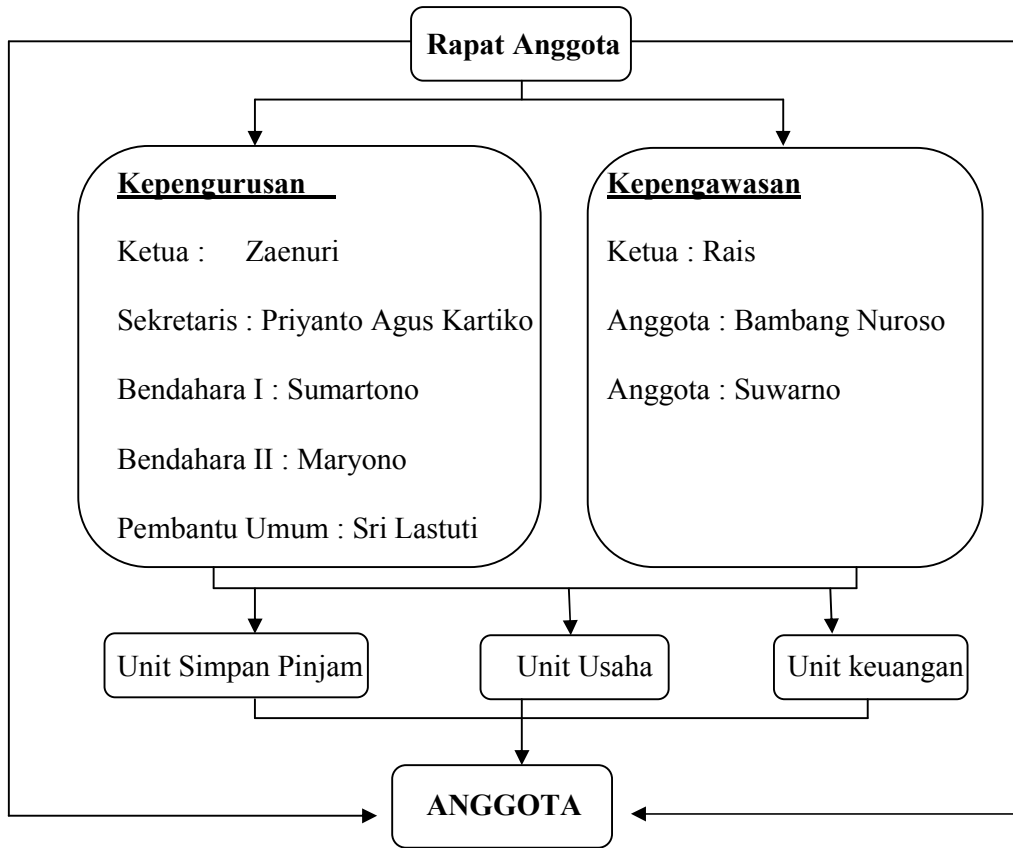 Rapat Anggota
Kepengurusan
Ketua : Zaenuri
Sekretaris : Priyanto Agus Kartiko
Bendahara I : Sumartono
Bendahara II : Maryono
Pembantu Umum : Sri Lastuti
Kepengawasan
Ketua : Rais
Anggota : Bambang Nuroso
Anggota : Suwarno
Unit Simpan Pinjam
Unit Usaha
Unit keuangan
ANGGOTA